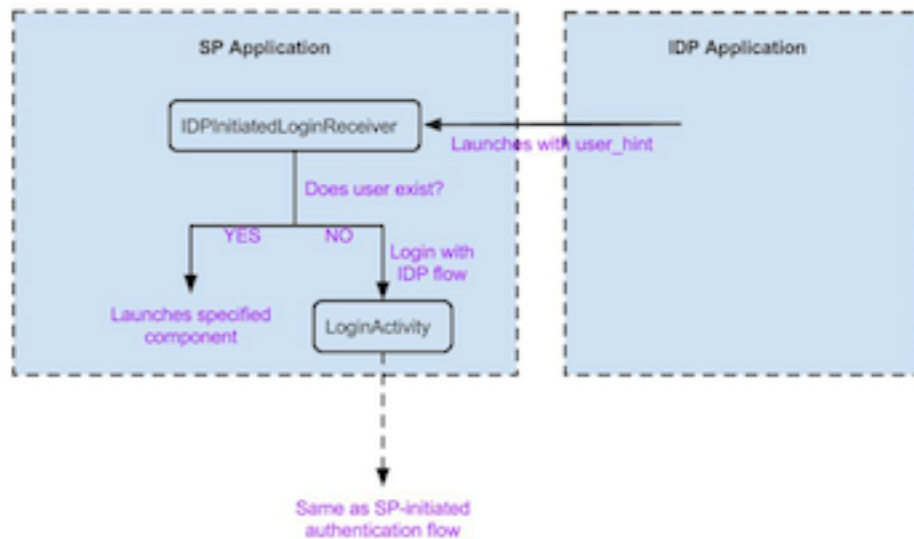 SP Application
IDP Application
IDPInitiatedLoginReceiver
Launches with user_hint
Does user exist?
YES
NO
Login with
IDP flow
Launches specified
component
LoginActivity
Same as SP-initiated
authentication flow